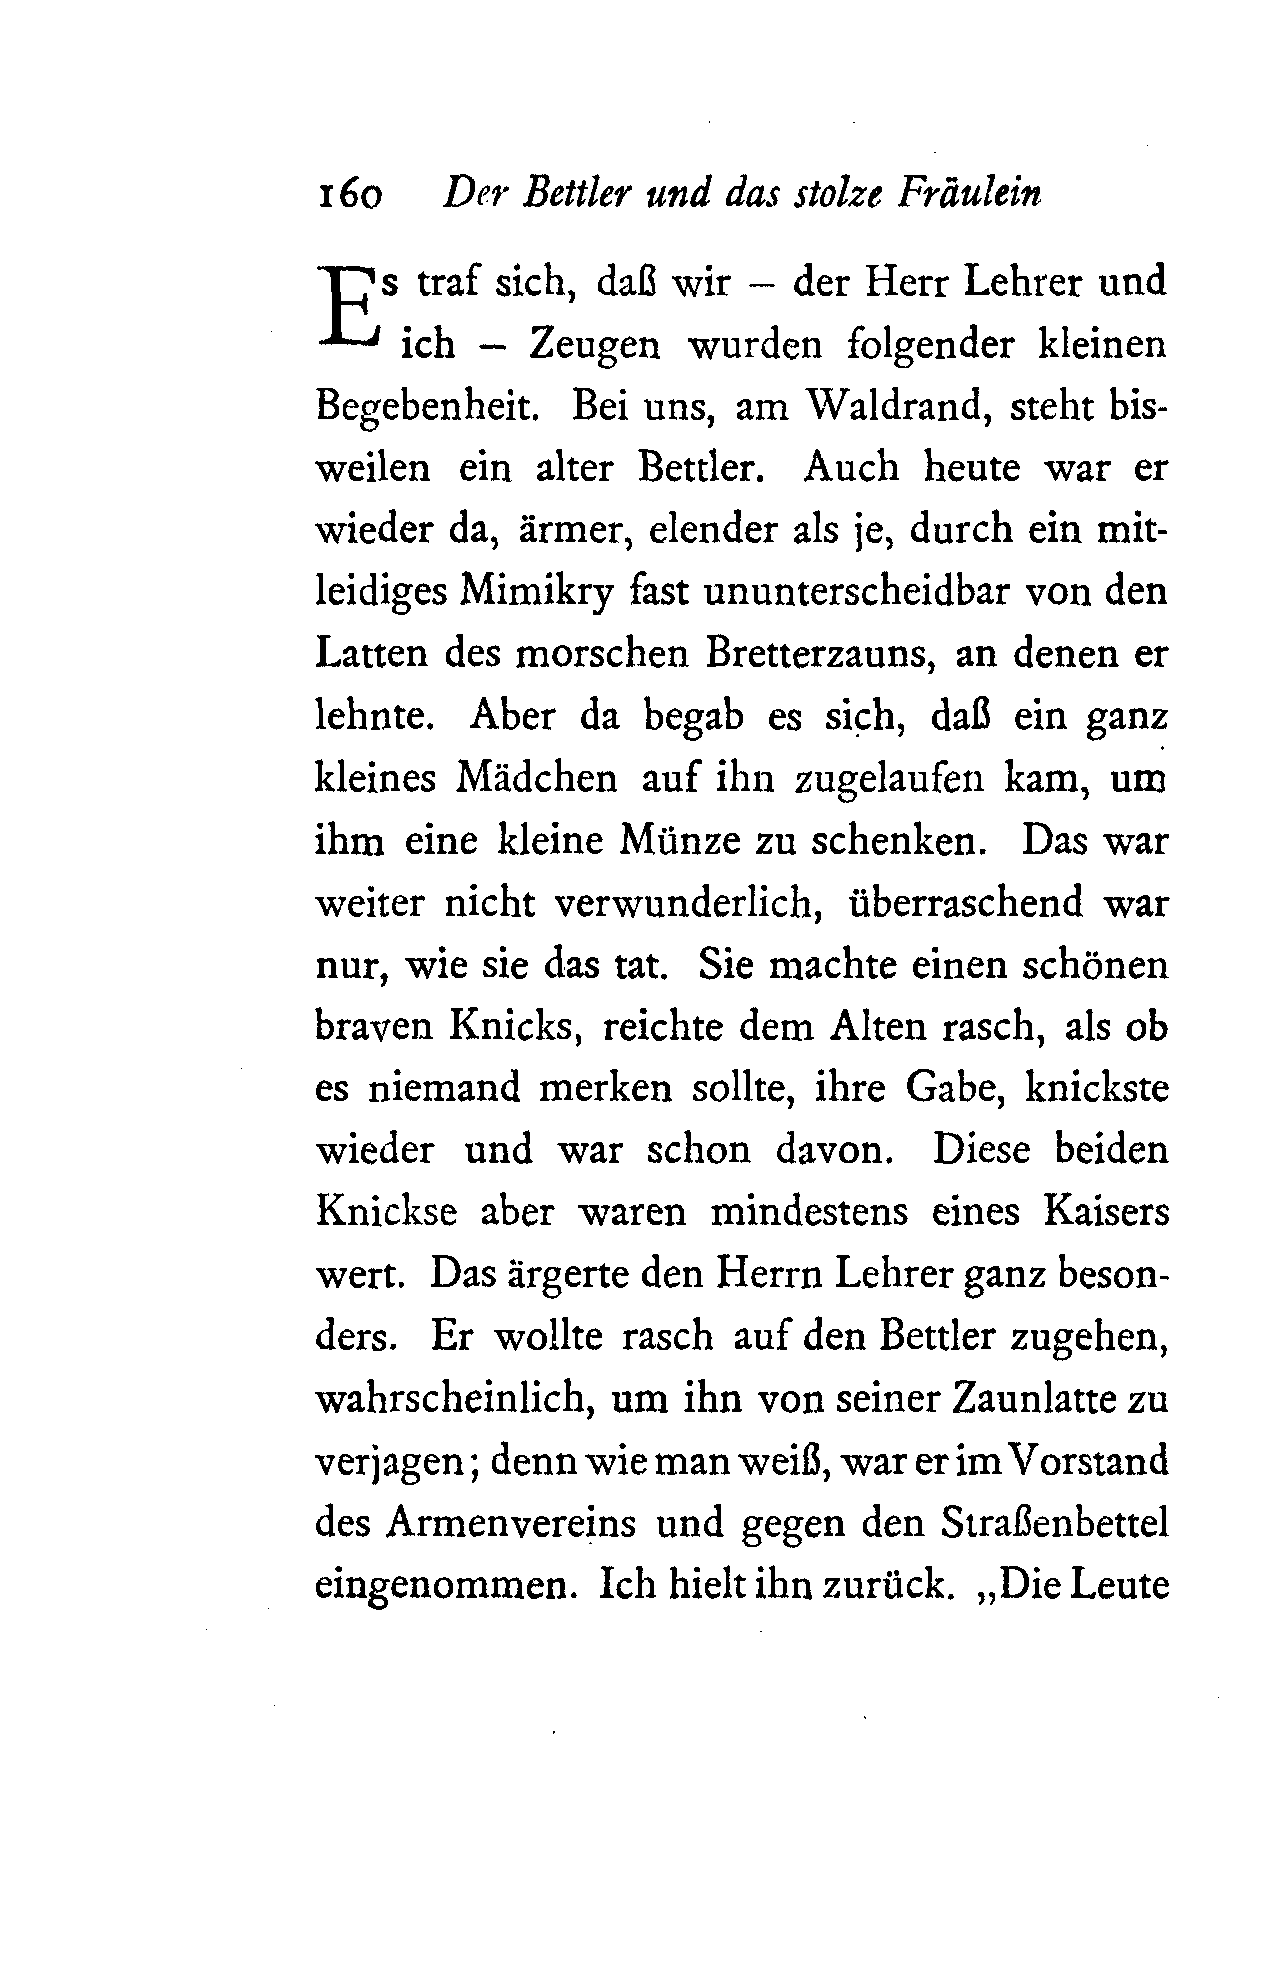 160 Der Bettler und das stolze Fräulein
Es traf sich, daß wir – der Herr Lehrer und
ich – Zeugen wurden folgender kleinen
Begebenheit. Bei uns, am Waldrand, steht bis-
weilen ein alter Bettler. Auch heute war er
wieder da, ärmer, elender als je, durch ein mit-
leidiges Mimikry fast ununterscheidbar von den
Latten des morschen Bretterzauns, an denen er
lehnte. Aber da begab es sich, daß ein ganz
kleines Mädchen auf ihn zugelaufen kam, um
ihm eine kleine Münze zu schenken. Das war
weiter nicht verwunderlich, überraschend war
nur, wie sie das tat. Sie machte einen schönen
braven Knicks, reichte dem Alten rasch, als ob
es niemand merken sollte, ihre Gabe, knickste
wieder und war schon davon. Diese beiden
Knickse aber waren mindestens eines Kaisers
wert. Das ärgerte den Herrn Lehrer ganz beson-
ders. Er wollte rasch auf den Bettler zugehen,
wahrscheinlich, um ihn von seiner Zaunlatte zu
verjagen; denn wie man weiß, war er im Vorstand
des Armenvereins und gegen den Straßenbettel
eingenommen. Ich hielt ihn zurück. „Die Leute